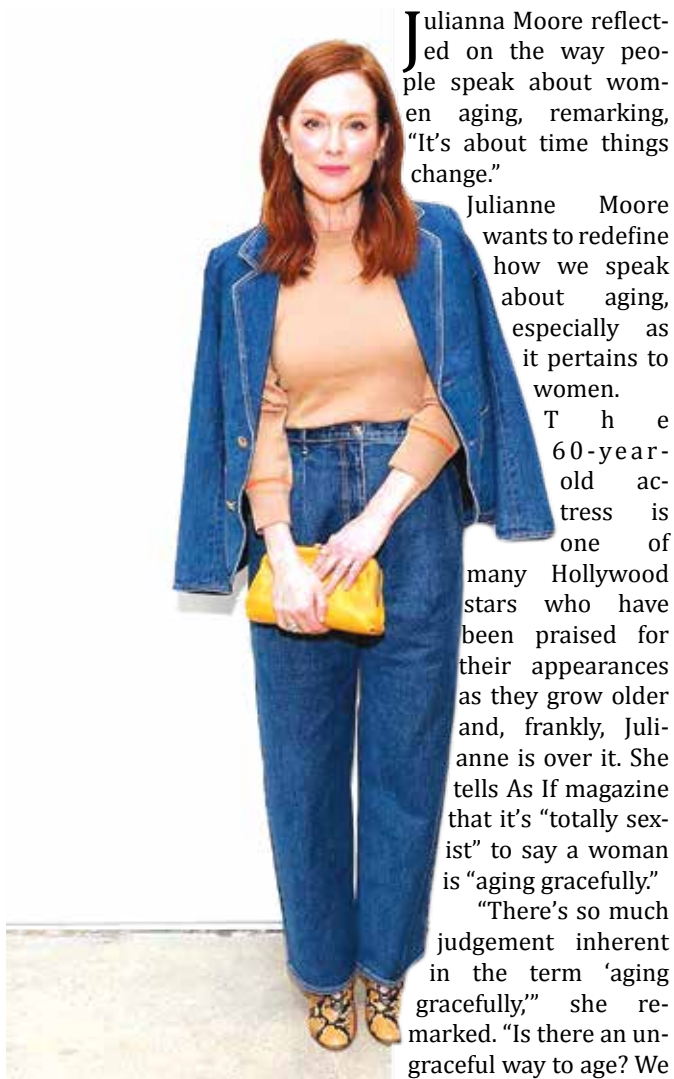 Julianna Moore reflect-
ed on the way peo-
ple speak about wom-
en aging, remarking,
“It’s about time things
change.”
Julianne Moore
wants to redefine
how we speak
about aging,
especially as
it pertains to
women.
T h e
60-year-
old ac-
tress is
one of
many Hollywood
stars who have
been praised for
their appearances
as they grow older
and, frankly, Juli-
anne is over it. She
tells As If magazine
that it’s “totally sex-
ist” to say a woman
is “aging gracefully.”
“There’s so much
judgement inherent
in the term ‘aging
gracefully,’” she re-
marked. “Is there an un-
graceful way to age? We